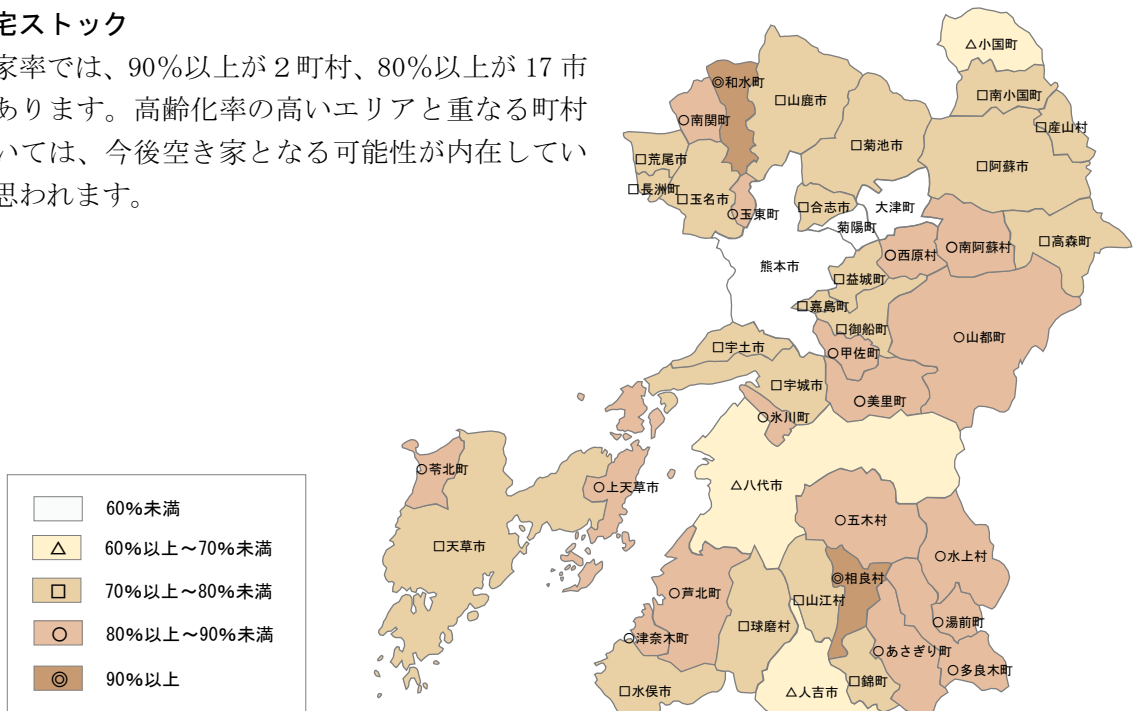 宅ストック
家率では、90％以上が２町村、80％以上が 17 市
あります。高齢化率の高いエリアと重なる町村
いては、今後空き家となる可能性が内在してい
思われます。
△小国町
□南小国町
□産山村
◎和水町
□山鹿市
○南関町
□菊池市
□阿蘇市
□荒尾市
□長洲町
□玉名市
○玉東町
□合志市
大津町
菊陽町
○西原村
○南阿蘇村
□高森町
熊本市
□益城町
□嘉島町
□御船町
○山都町
○甲佐町
□宇土市
□宇城市
○美里町
○氷川町
○苓北町
○上天草市
△八代市
□天草市
○五木村
○水上村
◎相良村
○芦北町
□山江村
○湯前町
○津奈木町
□球磨村
○あさぎり町
○多良木町
□水俣市
△人吉市
□錦町
60％未満
△ 60％以上～70％未満
□ 70％以上～80％未満
○ 80％以上～90％未満
◎ 90％以上